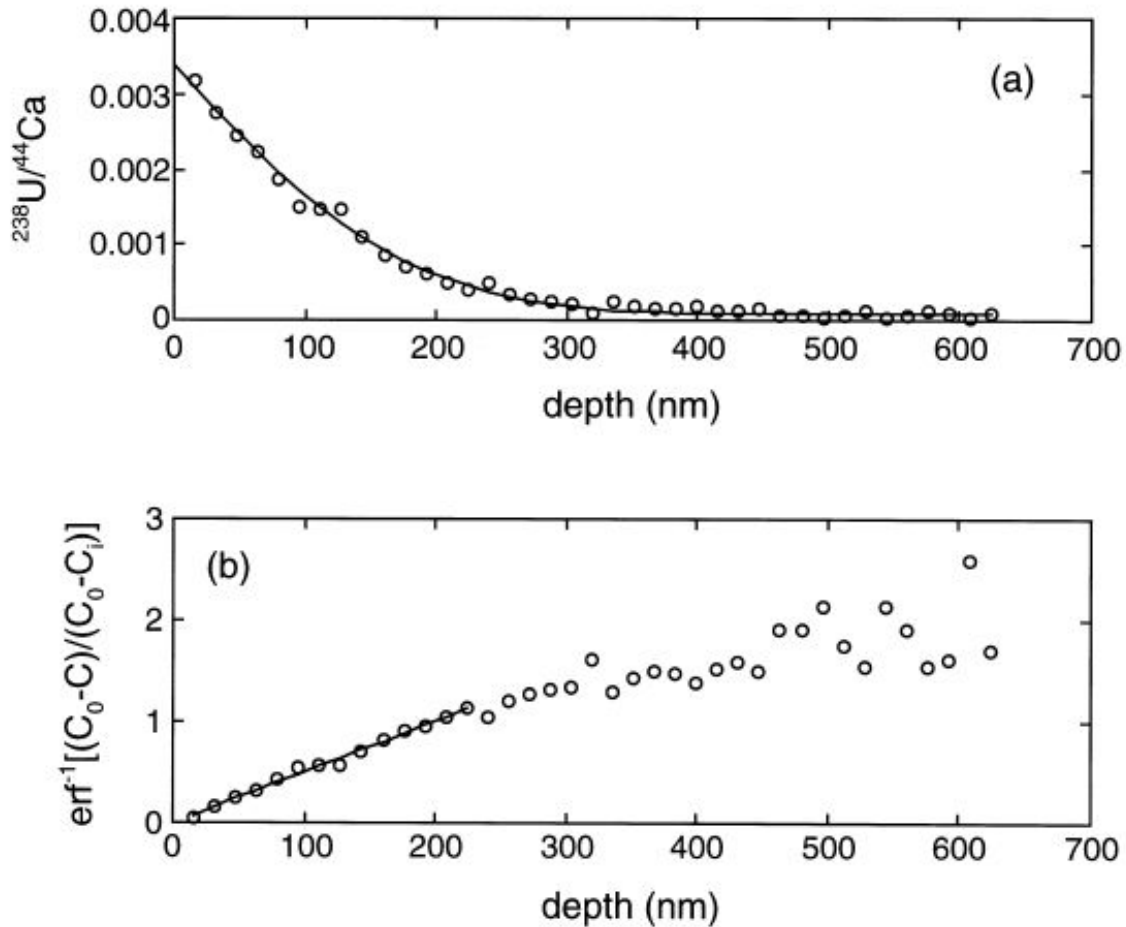 0.004
(a)
0.003
0.002
0.001
0
²³⁸U/⁴⁴Ca
0 100 200 300 400 500 600 700
depth (nm)
3
(b)
2
1
0
erf⁻¹[(C₀-C)/(C₀-Cᵢ)]
0 100 200 300 400 500 600 700
depth (nm)